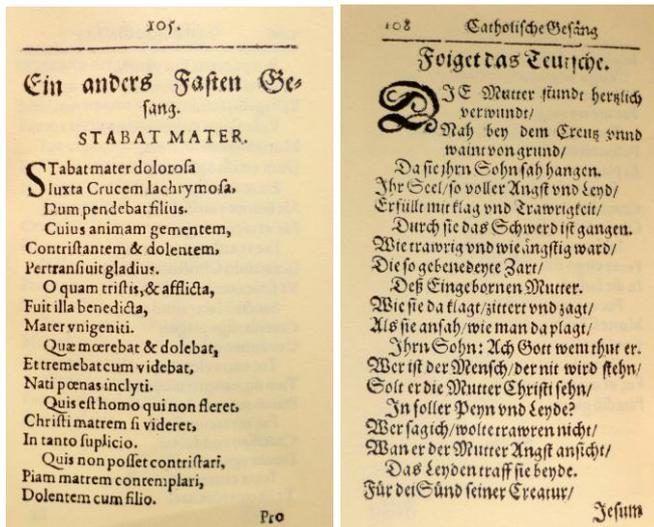 105.
Ein anders Fasten Ge-
sang.
STABAT MATER.
STabat mater doloroſa
Iuxta Crucem lachrymoſa,
Dum pendebat filius.
Cuius animam gementem,
Contriſtantem & dolentem,
Pertranſiuit gladius.
O quam triſtis, & afflicta,
Fuit illa benedicta,
Mater vnigeniti.
Quæ mœrebat & dolebat,
Et tremebat cum videbat,
Nati pœnas inclyti.
Quis eſt homo qui non fleret,
Chriſti matrem ſi videret,
In tanto ſuplicio.
Quis non poſſet contriſtari,
Piam matrem contemplari,
Dolentem cum filio.
Pro
108 Catholiſche Geſäng
Folget das Teutſche.
DIE Mutter ſtundt hertzlich
verwundt/
Nah bey dem Creutz vnnd
waint von grund/
Da ſie jhrn Sohn ſah hangen.
Ihr Seel/ ſo voller Angſt vnd Leyd/
Erfüllt mit klag vnd Trawrigkeit/
Durch ſie das Schwerd iſt gangen.
Wie trawrig vnd wie ängſtig ward/
Die ſo gebenedeyte Zart/
Deß Eingebornen Mutter.
Wie ſie da klagt/ zittert vnd zagt/
Als ſie anſah/ wie man da plagt/
Ihrn Sohn: Ach Gott wem thut er.
Wer iſt der Menſch/ der nit wird ſtehn/
Solt er die Mutter Chriſti ſehn/
In ſoller Peyn vnd Leyde?
Wer ſag ich/ wolte trawren nicht/
Wan er der Mutter Angſt anſicht/
Das Leyden traff ſie beyde.
Für dei Sünd ſeiner Creatur/
Jeſum